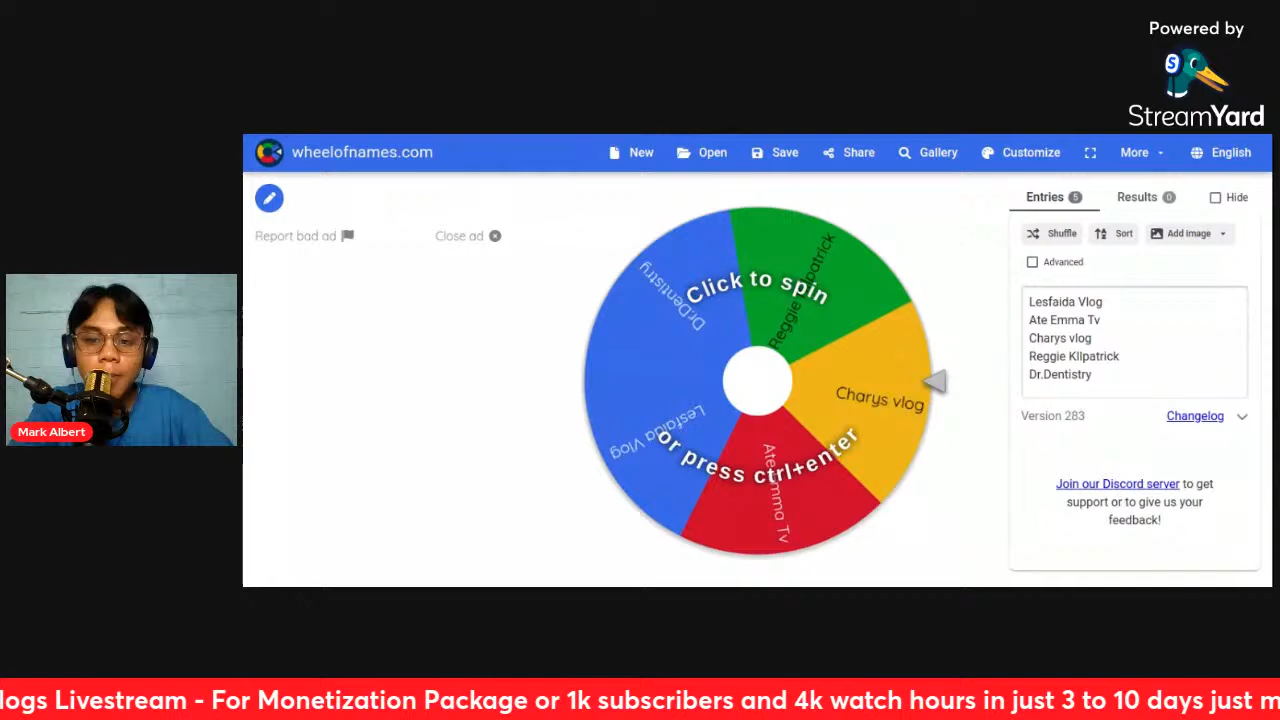 Powered by
StreamYard
wheelofnames.com
New
Open
Save
Share
Gallery
Customize
More
English
Report bad ad
Close ad
Entries 5
Results 0
Hide
Shuffle
Sort
Add image
Advanced
Lesfaida Vlog
Ate Emma Tv
Charys vlog
Reggie KIlpatrick
Dr.Dentistry
Version 283
Changelog
Join our Discord server to get
support or to give us your
feedback!
Click to spin
or press ctrl+enter
Dr.Dentistry
Reggie patrick
Charys vlog
Ate Emma Tv
Lesfaida Vlog
Mark Albert
logs Livestream - For Monetization Package or 1k subscribers and 4k watch hours in just 3 to 10 days just m